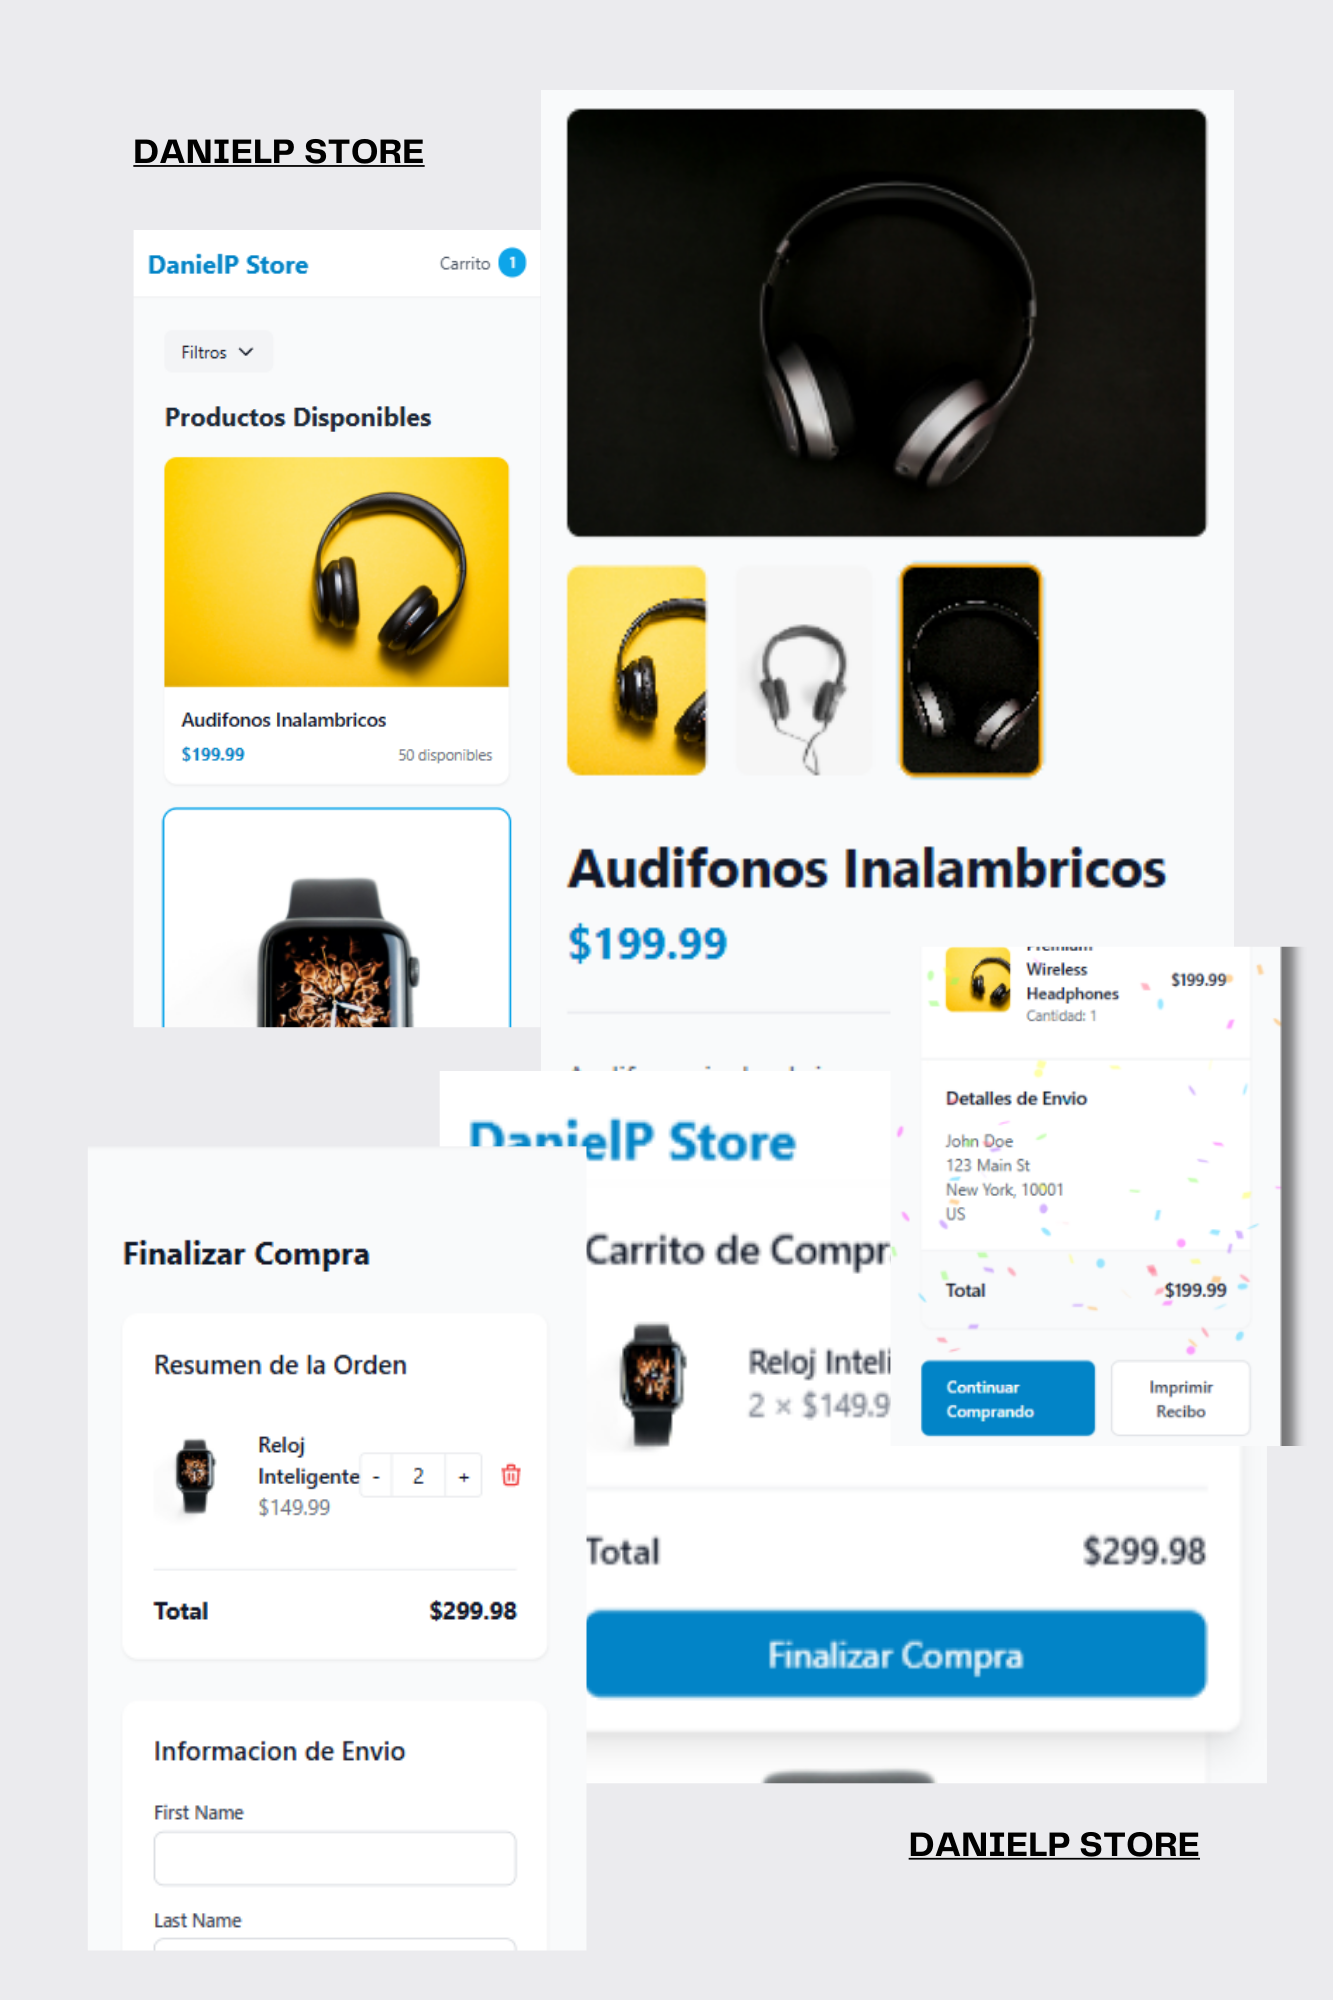 DANIELP STORE
DanielP Store
Carrito 1
Filtros
Productos Disponibles
Audifonos Inalambricos
$199.99 50 disponibles
Audifonos Inalambricos
$199.99
Premium
Wireless
Headphones
$199.99
Cantidad: 1
Detalles de Envio
John Doe
123 Main St
New York, 10001
US
Total $199.99
Continuar
Comprando
Imprimir
Recibo
DanielP Store
Carrito de Compr
Reloj Inteli
2 × $149.9
Total $299.98
Finalizar Compra
Finalizar Compra
Resumen de la Orden
Reloj
Inteligente - 2 +
$149.99
Total $299.98
Informacion de Envio
First Name
Last Name
DANIELP STORE